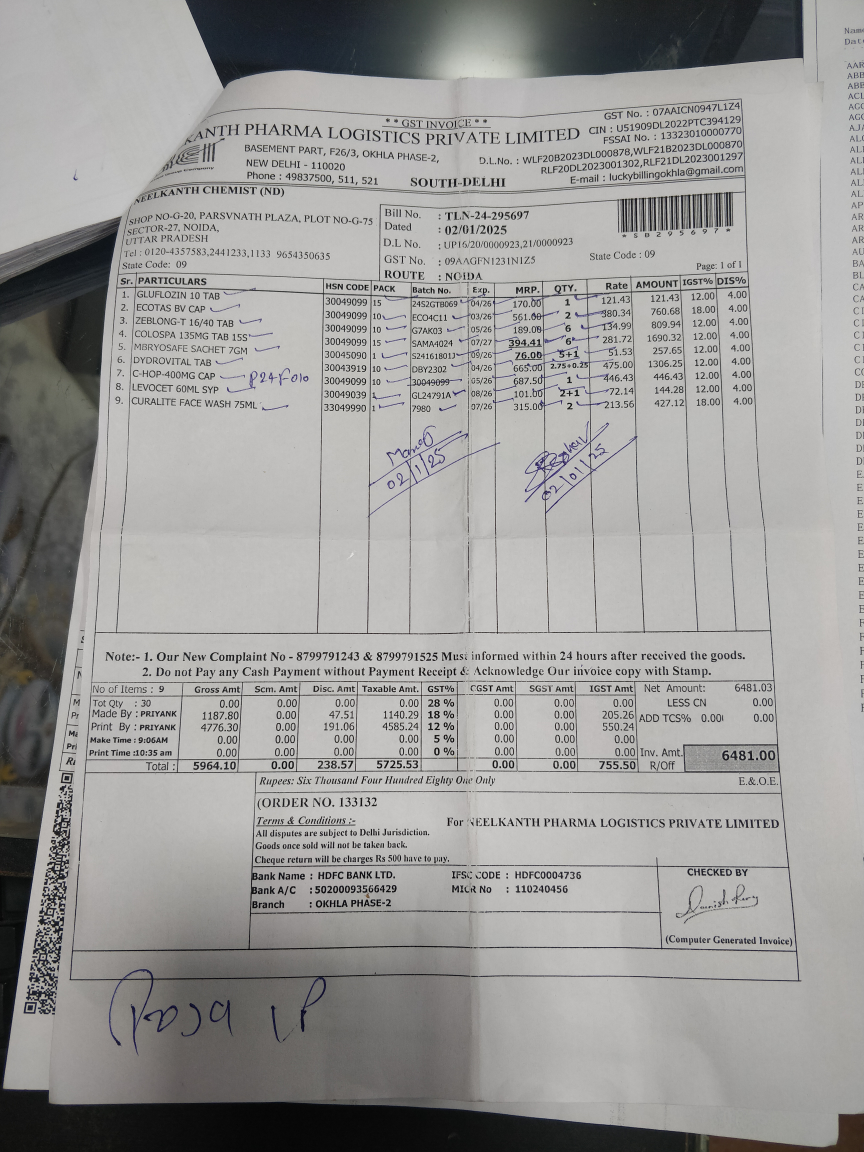 * * GST INVOICE * *
GST No. : 07AAICN0947L1Z4
KANTH PHARMA LOGISTICS PRIVATE LIMITED
CIN : U51909DL2022PTC394129
FSSAI No. : 13323010000770
BASEMENT PART, F26/3, OKHLA PHASE-2,
D.L.No. : WLF20B2023DL000878,WLF21B2023DL000870
NEW DELHI - 110020
RLF20DL2023001302,RLF21DL2023001297
Phone : 49837500, 511, 521
SOUTH-DELHI
E-mail : luckybillingokhla@gmail.com
NEELKANTH CHEMIST (ND)
SHOP NO-G-20, PARSVNATH PLAZA, PLOT NO-G-75
SECTOR-27, NOIDA,
UTTAR PRADESH
Tel : 0120-4357583,2441233,1133 9654350635
State Code: 09
Bill No. : TLN-24-295697
Dated : 02/01/2025
D.L No. : UP16/20/0000923,21/0000923
GST No. : 09AAGFN1231N1Z5
State Code : 09
ROUTE : NOIDA
* S B 2 9 5 6 9 7 *
Page: 1 of 1
Sr. PARTICULARS HSN CODE PACK Batch No. Exp. MRP. QTY. Rate AMOUNT IGST% DIS%
1. GLUFLOZIN 10 TAB 30049099 15 24S2GTB069 04/26 170.00 1 121.43 121.43 12.00 4.00
2. ECOTAS BV CAP 30049099 10 ECO4C11 03/26 561.00 2 380.34 760.68 18.00 4.00
3. ZEBLONG-T 16/40 TAB 30049099 10 G7AK03 05/26 189.00 6 134.99 809.94 12.00 4.00
4. COLOSPA 135MG TAB 15S 30049099 15 SAMA4024 07/27 394.41 6 281.72 1690.32 12.00 4.00
5. MBRYOSAFE SACHET 7GM 30045090 1 09/26 76.00 5+1 51.53 257.65 12.00 4.00
6. DYDROVITAL TAB 30043919 10 DBY2302 04/26 665.00 2.75+0.25 475.00 1306.25 12.00 4.00
7. C-HOP-400MG CAP P24F010 30049099 10 30049099 05/26 687.50 1 446.43 446.43 12.00 4.00
8. LEVOCET 60ML SYP 30049039 1 GL24791A 08/26 101.00 2+1 72.14 144.28 12.00 4.00
9. CURALITE FACE WASH 75ML 33049990 1 7980 07/26 315.00 2 213.56 427.12 18.00 4.00
02/1/25
02/01/25
Note:- 1. Our New Complaint No - 8799791243 & 8799791525 Must informed within 24 hours after received the goods.
2. Do not Pay any Cash Payment without Payment Receipt & Acknowledge Our invoice copy with Stamp.
No of Items : 9 Gross Amt Scm. Amt Disc. Amt Taxable Amt. GST% CGST Amt SGST Amt IGST Amt Net Amount: 6481.03
Tot Qty : 30 0.00 0.00 0.00 0.00 28 % 0.00 0.00 0.00 LESS CN 0.00
Made By : PRIYANK 1187.80 0.00 47.51 1140.29 18 % 0.00 0.00 205.26 ADD TCS% 0.00 0.00
Print By : PRIYANK 4776.30 0.00 191.06 4585.24 12 % 0.00 0.00 550.24
Make Time : 9:06AM 0.00 0.00 0.00 0.00 5 % 0.00 0.00 0.00
Print Time :10:35 am 0.00 0.00 0.00 0.00 0 % 0.00 0.00 0.00 Inv. Amt. 6481.00
Total : 5964.10 0.00 238.57 5725.53 0.00 0.00 755.50 R/Off
Rupees: Six Thousand Four Hundred Eighty One Only
E.&.O.E.
(ORDER NO. 133132
Terms & Conditions :-
All disputes are subject to Delhi Jurisdiction.
Goods once sold will not be taken back.
Cheque return will be charges Rs 500 have to pay.
For NEELKANTH PHARMA LOGISTICS PRIVATE LIMITED
Bank Name : HDFC BANK LTD. IFSC CODE : HDFC0004736
Bank A/C : 50200093566429 MICR No : 110240456
Branch : OKHLA PHASE-2
CHECKED BY
(Computer Generated Invoice)